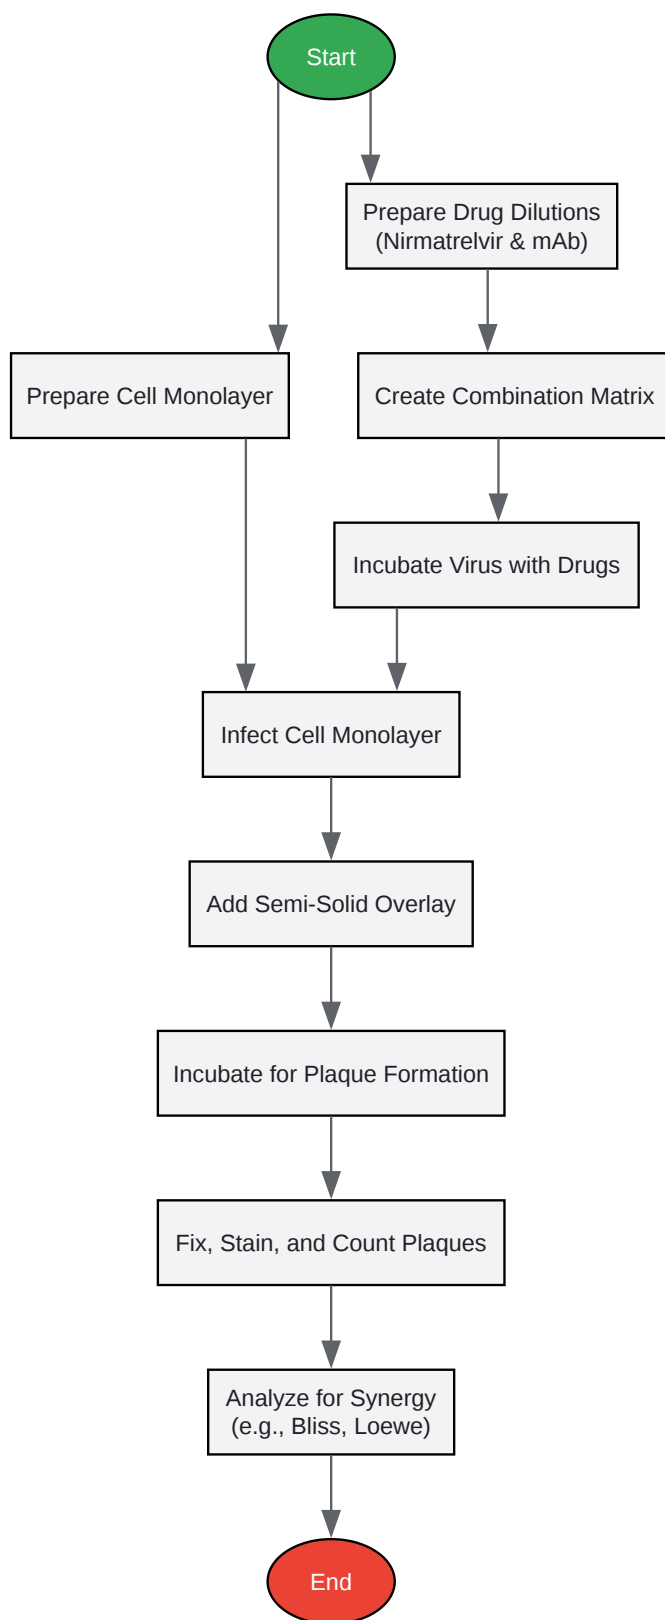 Start
Prepare Drug Dilutions
(Nirmatrelvir & mAb)
Prepare Cell Monolayer
Create Combination Matrix
Incubate Virus with Drugs
Infect Cell Monolayer
Add Semi-Solid Overlay
Incubate for Plaque Formation
Fix, Stain, and Count Plaques
Analyze for Synergy
(e.g., Bliss, Loewe)
End